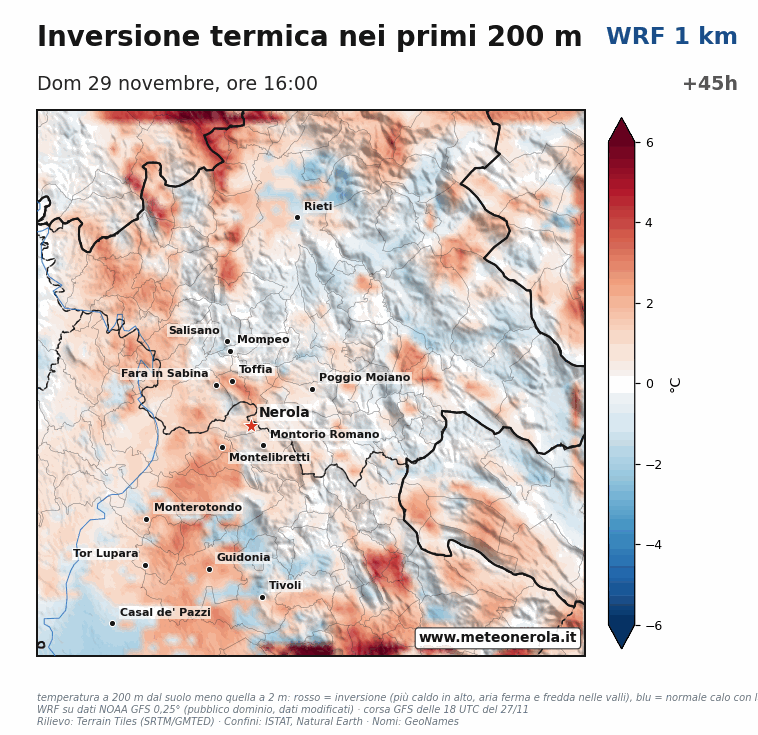 Inversione termica nei primi 200 m WRF 1 km
Dom 29 novembre, ore 16:00 +45h
6
4
2
0
−2
−4
−6
°C
Rieti
Salisano
Mompeo
Fara in Sabina
Toffia
Poggio Moiano
Nerola
Montorio Romano
Montelibretti
Monterotondo
Tor Lupara
Guidonia
Tivoli
Casal de' Pazzi
www.meteonerola.it
temperatura a 200 m dal suolo meno quella a 2 m: rosso = inversione (più caldo in alto, aria ferma e fredda nelle valli), blu = normale calo con l
WRF su dati NOAA GFS 0,25° (pubblico dominio, dati modificati) · corsa GFS delle 18 UTC del 27/11
Rilievo: Terrain Tiles (SRTM/GMTED) · Confini: ISTAT, Natural Earth · Nomi: GeoNames